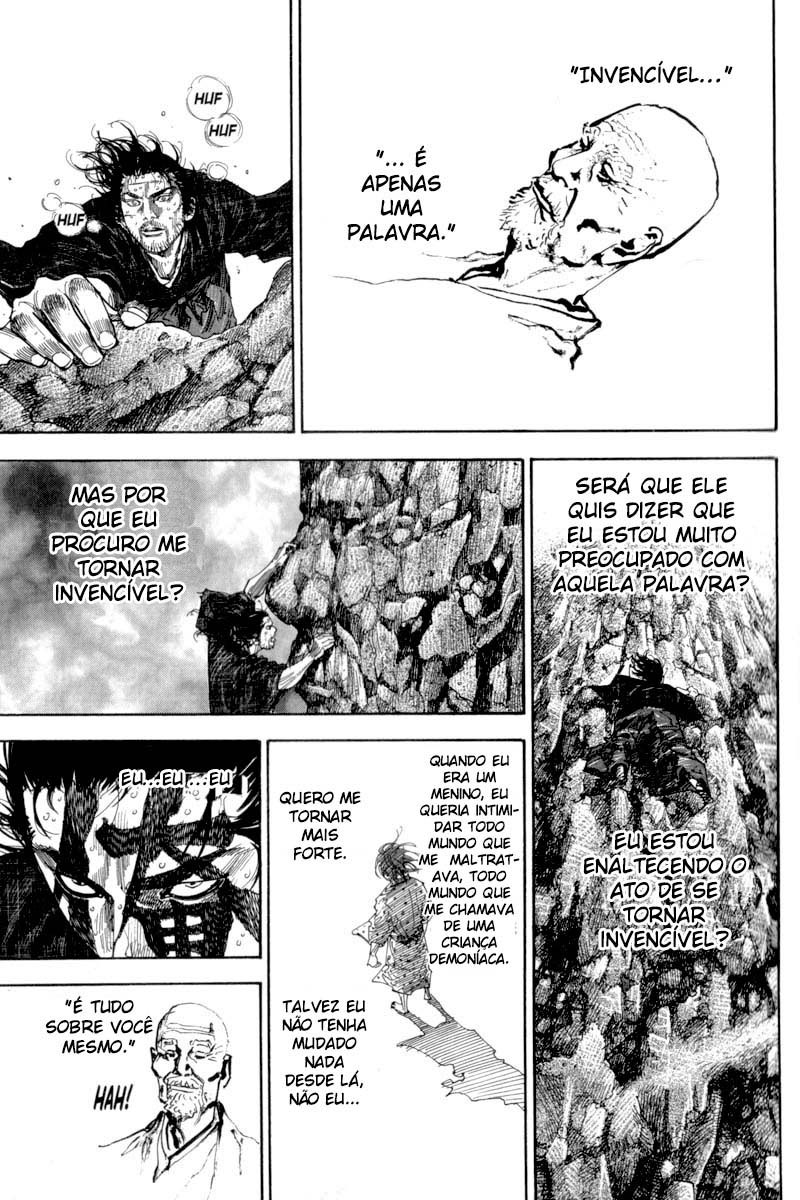 "INVENCÍVEL..."
"... É
APENAS
UMA
PALAVRA."
HUF
HUF
HUF
SERÁ QUE ELE
QUIS DIZER QUE
EU ESTOU MUITO
PREOCUPADO COM
AQUELA PALAVRA?
EU ESTOU
ENALTECENDO O
ATO DE SE
TORNAR
INVENCÍVEL?
MAS POR
QUE EU
PROCURO ME
TORNAR
INVENCÍVEL?
QUANDO EU
ERA UM
MENINO, EU
QUERIA INTIMI-
DAR TODO
MUNDO QUE
ME MALTRAT-
AVA, TODO
MUNDO QUE
ME CHAMAVA
DE UMA
CRIANÇA
DEMONÍACA.
QUERO ME
TORNAR
MAIS
FORTE.
TALVEZ EU
NÃO TENHA
MUDADO
NADA
DESDE LÁ,
NÃO EU...
EU...EU ...EU
"É TUDO
SOBRE VOCÊ
MESMO."
HAH!